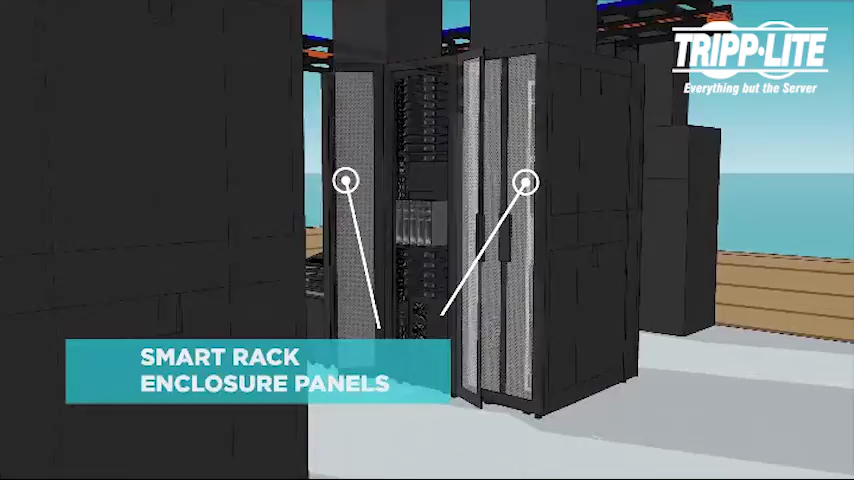 TRIPP·LITE
Everything but the Server
SMART RACK
ENCLOSURE PANELS